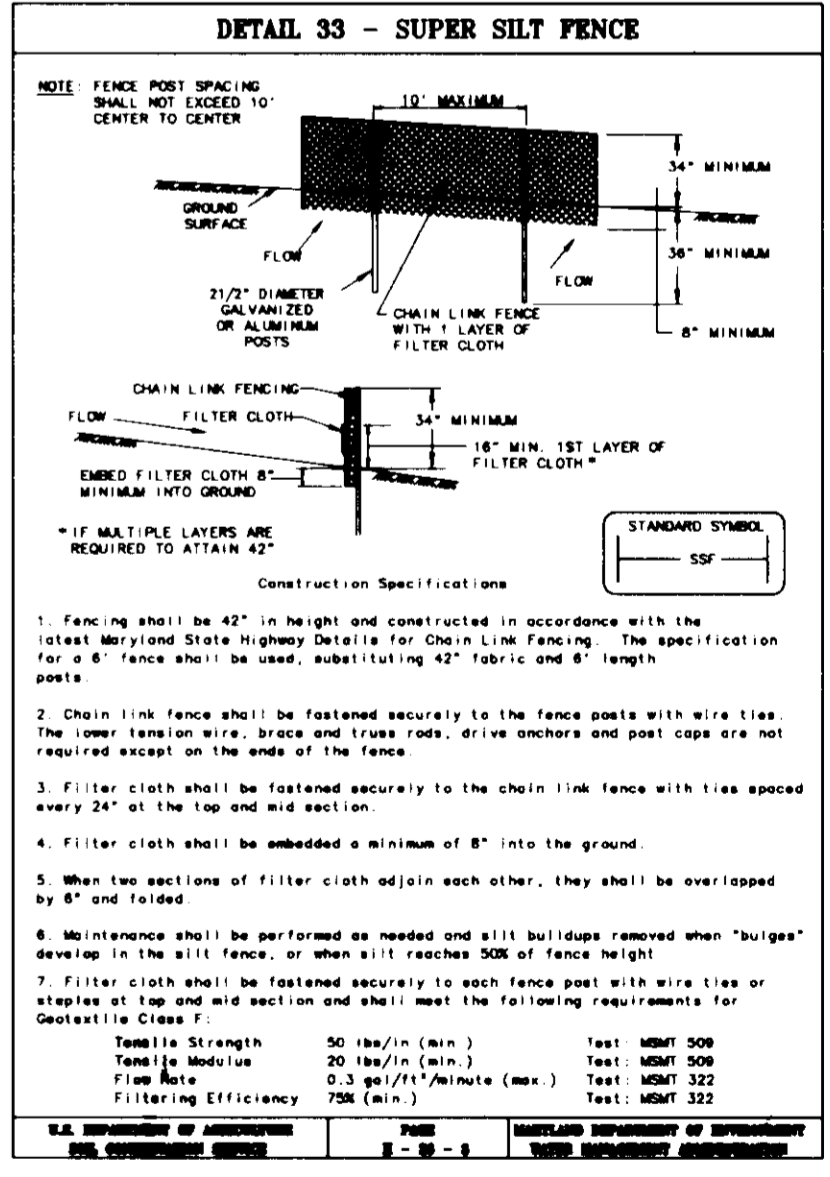 DETAIL 33 - SUPER SILT FENCE
NOTE: FENCE POST SPACING
SHALL NOT EXCEED 10'
CENTER TO CENTER
10' MAXIMUM
34" MINIMUM
GROUND
SURFACE
FLOW
36" MINIMUM
FLOW
21/2" DIAMETER
GALVANIZED
OR ALUMINUM
POSTS
CHAIN LINK FENCE
WITH 1 LAYER OF
FILTER CLOTH
8" MINIMUM
CHAIN LINK FENCING
FLOW
FILTER CLOTH
34" MINIMUM
16" MIN. 1ST LAYER OF
FILTER CLOTH*
EMBED FILTER CLOTH 8"
MINIMUM INTO GROUND
* IF MULTIPLE LAYERS ARE
REQUIRED TO ATTAIN 42"
STANDARD SYMBOL
SSF
Construction Specifications
1. Fencing shall be 42" in height and constructed in accordance with the
latest Maryland State Highway Details for Chain Link Fencing. The specification
for a 6' fence shall be used, substituting 42" fabric and 6' length
posts.
2. Chain link fence shall be fastened securely to the fence posts with wire ties.
The lower tension wire, brace and truss rods, drive anchors and post caps are not
required except on the ends of the fence.
3. Filter cloth shall be fastened securely to the chain link fence with ties spaced
every 24" at the top and mid section.
4. Filter cloth shall be embedded a minimum of 8" into the ground.
5. When two sections of filter cloth adjoin each other, they shall be overlapped
by 6" and folded.
6. Maintenance shall be performed as needed and silt buildups removed when "bulges"
develop in the silt fence, or when silt reaches 50% of fence height
7. Filter cloth shall be fastened securely to each fence post with wire ties or
staples at top and mid section and shall meet the following requirements for
Geotextile Class F:
Tensile Strength 50 lbs/in (min.) Test: MSMT 509
Tensile Modulus 20 lbs/in (min.) Test: MSMT 509
Flow Rate 0.3 gal/ft²/minute (max.) Test: MSMT 322
Filtering Efficiency 75% (min.) Test: MSMT 322
U.S. DEPARTMENT OF AGRICULTURE
SOIL CONSERVATION SERVICE
PAGE
MARYLAND DEPARTMENT OF ENVIRONMENT
WATER MANAGEMENT ADMINISTRATION